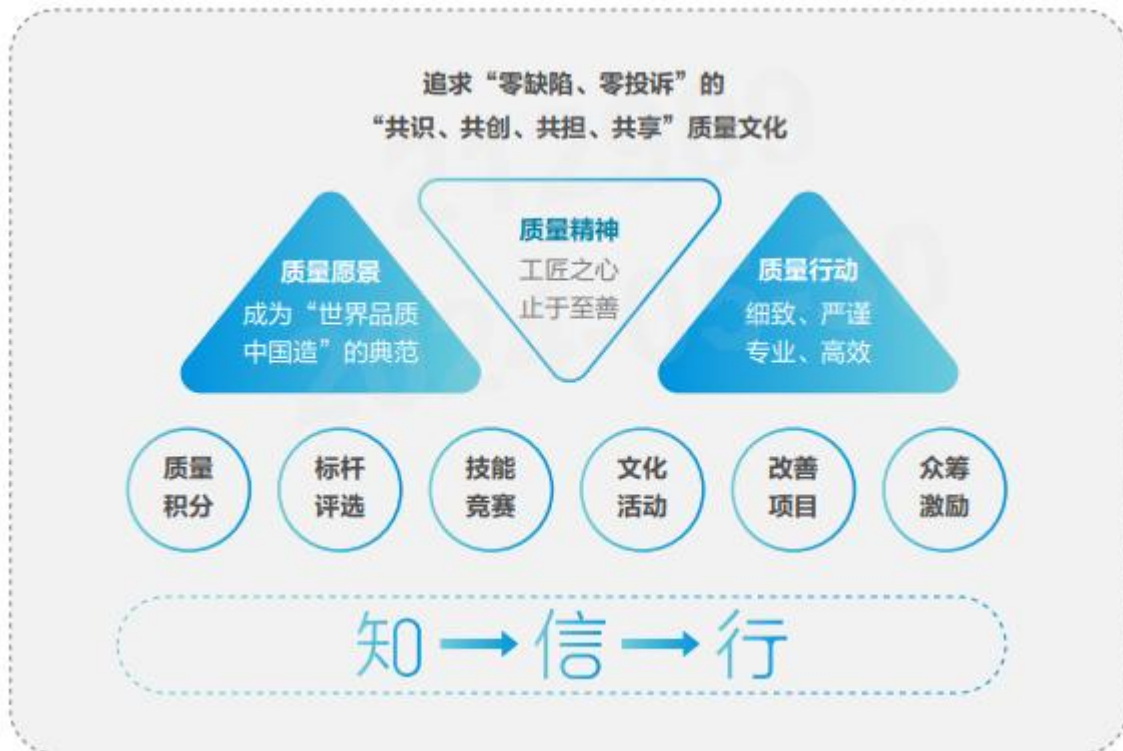 追求“零缺陷、零投诉”的
“共识、共创、共担、共享”质量文化
质量愿景
成为“世界品质
中国造”的典范
质量精神
工匠之心
止于至善
质量行动
细致、严谨
专业、高效
质量
积分
标杆
评选
技能
竞赛
文化
活动
改善
项目
众筹
激励
知→信→行